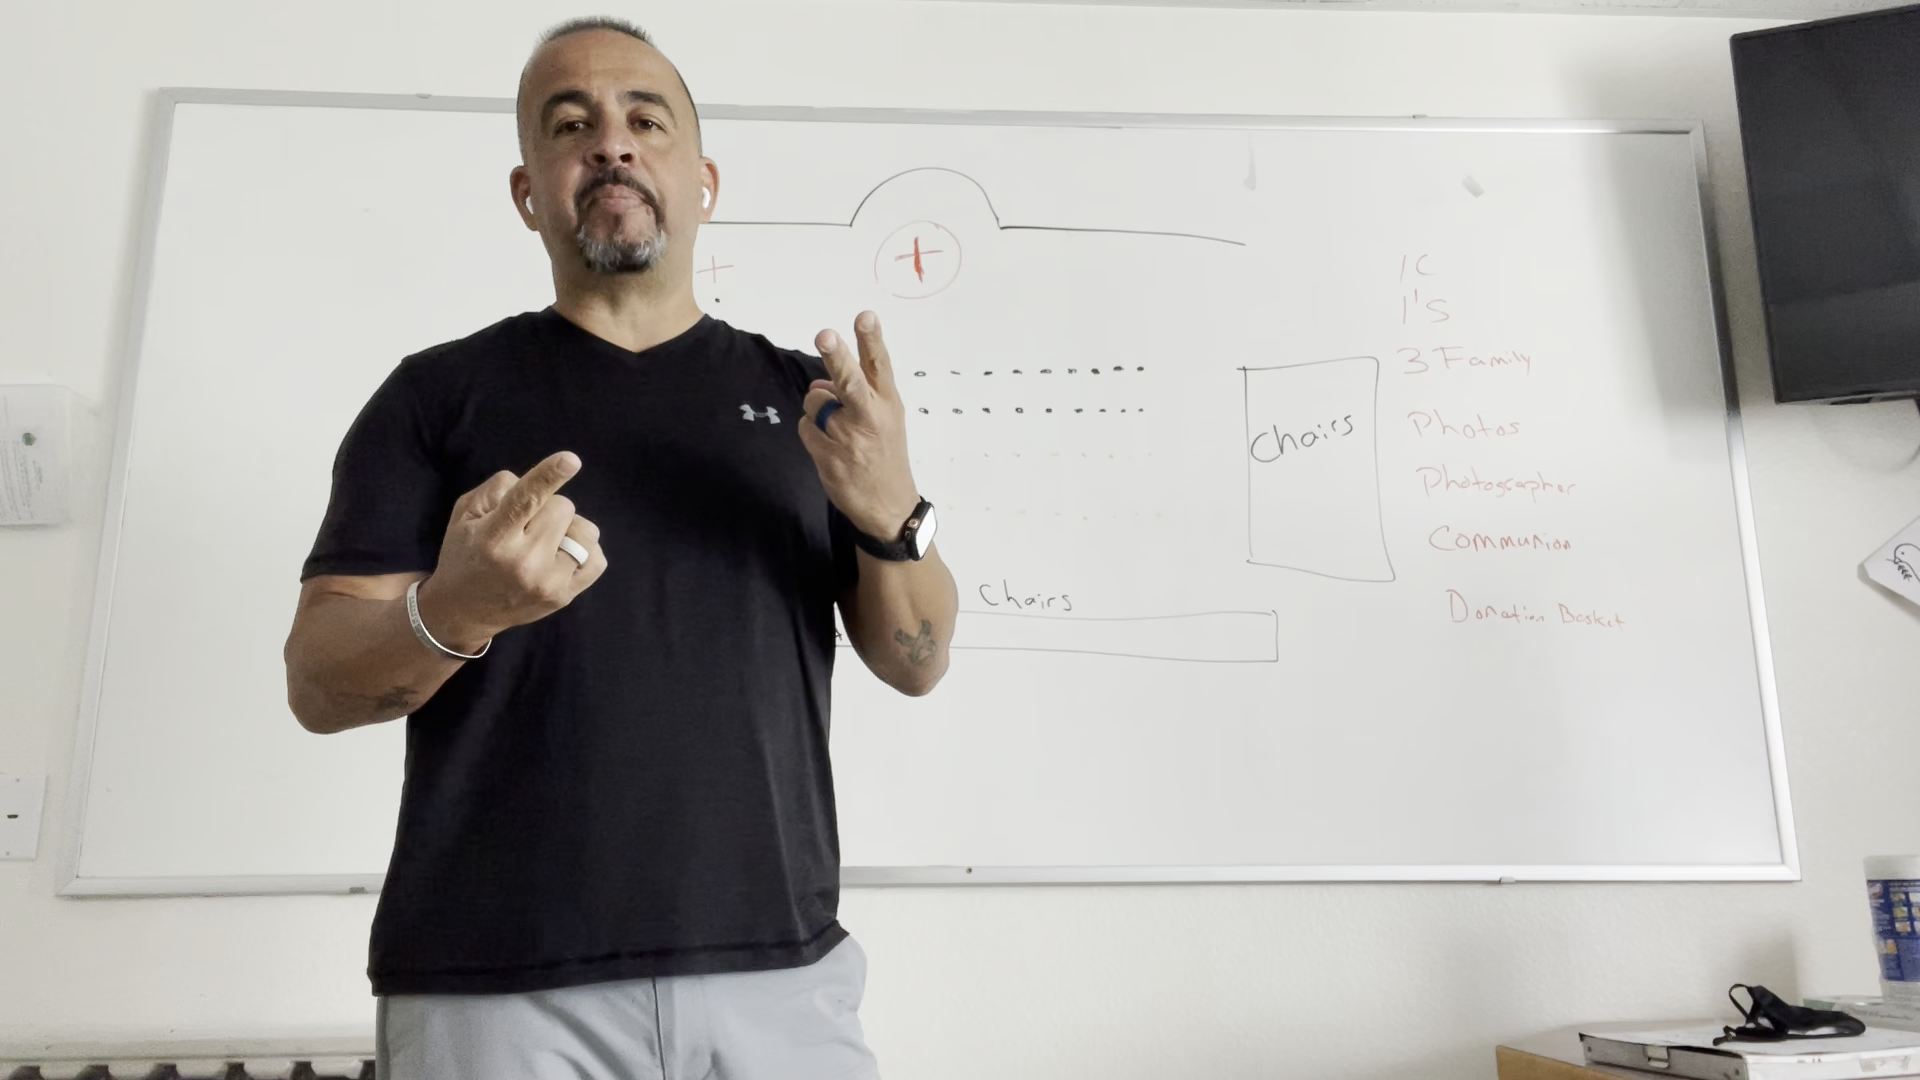 1C
1's
3 Family
Chairs
Photos
Photographer
Communion
Chairs
Donation Basket